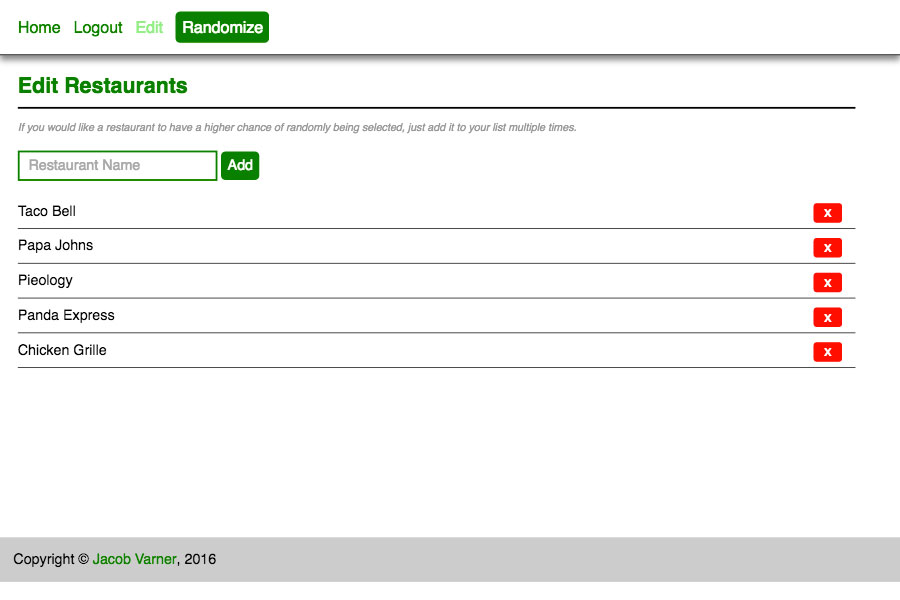 Home Logout Edit Randomize
Edit Restaurants
If you would like a restaurant to have a higher chance of randomly being selected, just add it to your list multiple times.
Restaurant Name Add
Taco Bell x
Papa Johns x
Pieology x
Panda Express x
Chicken Grille x
Copyright © Jacob Varner, 2016